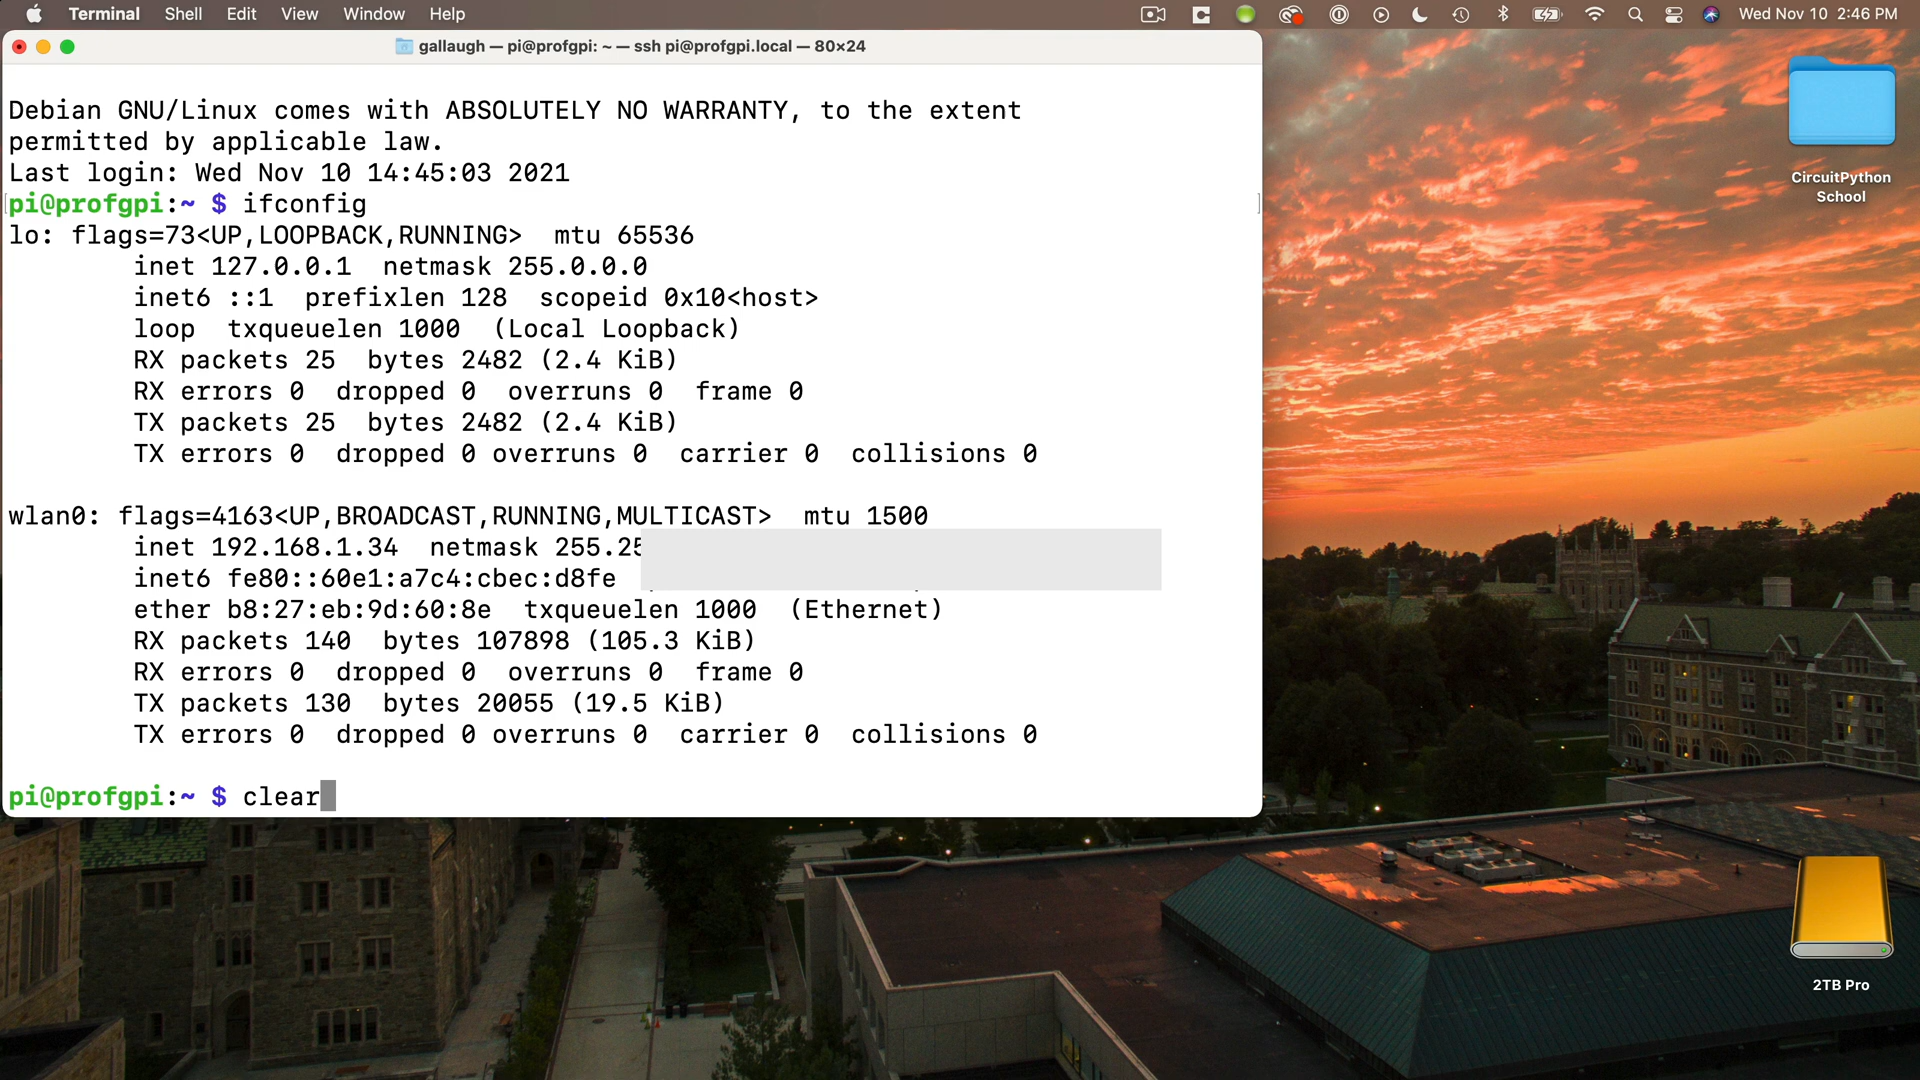 Terminal Shell Edit View Window Help Wed Nov 10 2:46 PM
gallaugh — pi@profgpi: ~ — ssh pi@profgpi.local — 80×24
Debian GNU/Linux comes with ABSOLUTELY NO WARRANTY, to the extent
permitted by applicable law.
Last login: Wed Nov 10 14:45:03 2021
pi@profgpi:~ $ ifconfig
lo: flags=73<UP,LOOPBACK,RUNNING>  mtu 65536
        inet 127.0.0.1  netmask 255.0.0.0
        inet6 ::1  prefixlen 128  scopeid 0x10<host>
        loop  txqueuelen 1000  (Local Loopback)
        RX packets 25  bytes 2482 (2.4 KiB)
        RX errors 0  dropped 0  overruns 0  frame 0
        TX packets 25  bytes 2482 (2.4 KiB)
        TX errors 0  dropped 0 overruns 0  carrier 0  collisions 0

wlan0: flags=4163<UP,BROADCAST,RUNNING,MULTICAST>  mtu 1500
        inet 192.168.1.34  netmask 255.25
        inet6 fe80::60e1:a7c4:cbec:d8fe
        ether b8:27:eb:9d:60:8e  txqueuelen 1000  (Ethernet)
        RX packets 140  bytes 107898 (105.3 KiB)
        RX errors 0  dropped 0  overruns 0  frame 0
        TX packets 130  bytes 20055 (19.5 KiB)
        TX errors 0  dropped 0 overruns 0  carrier 0  collisions 0

pi@profgpi:~ $ clear
CircuitPython
School
2TB Pro